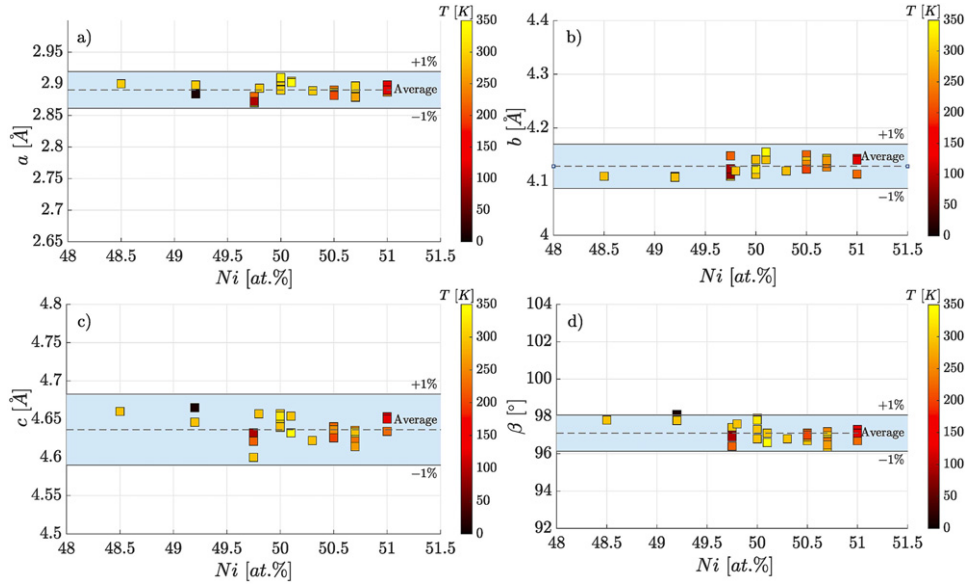 a)
T [K]
350
300
250
200
150
100
50
0
2.95
2.9
2.85
2.8
2.75
2.7
2.65
a [Å]
+1%
Average
−1%
48 48.5 49 49.5 50 50.5 51 51.5
Ni [at.%]
b)
T [K]
350
300
250
200
150
100
50
0
4.4
4.3
4.2
4.1
4
b [Å]
+1%
Average
−1%
48 48.5 49 49.5 50 50.5 51 51.5
Ni [at.%]
c)
T [K]
350
300
250
200
150
100
50
0
4.8
4.75
4.7
4.65
4.6
4.55
4.5
c [Å]
+1%
Average
−1%
48 48.5 49 49.5 50 50.5 51 51.5
Ni [at.%]
d)
T [K]
350
300
250
200
150
100
50
0
104
102
100
98
96
94
92
β [°]
+1%
Average
−1%
48 48.5 49 49.5 50 50.5 51 51.5
Ni [at.%]